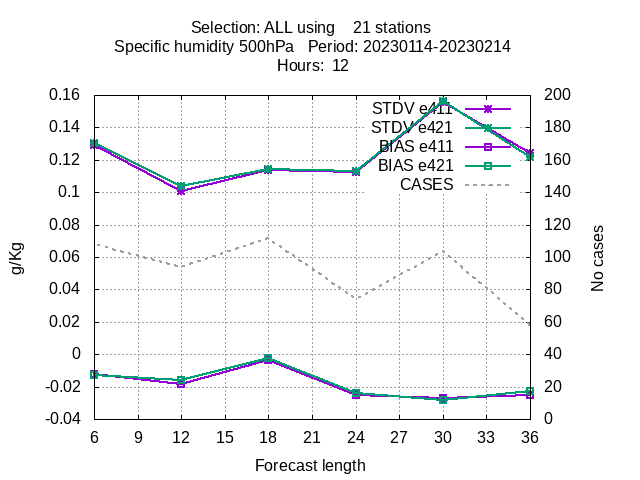 Selection: ALL using 21 stations
Specific humidity 500hPa Period: 20230114-20230214
Hours: 12
0.16
0.14
0.12
0.1
0.08
0.06
0.04
0.02
0
-0.02
-0.04
g/Kg
STDV e411
STDV e421
BIAS e411
BIAS e421
CASES
200
180
160
140
120
100
80
60
40
20
0
No cases
6 9 12 15 18 21 24 27 30 33 36
Forecast length